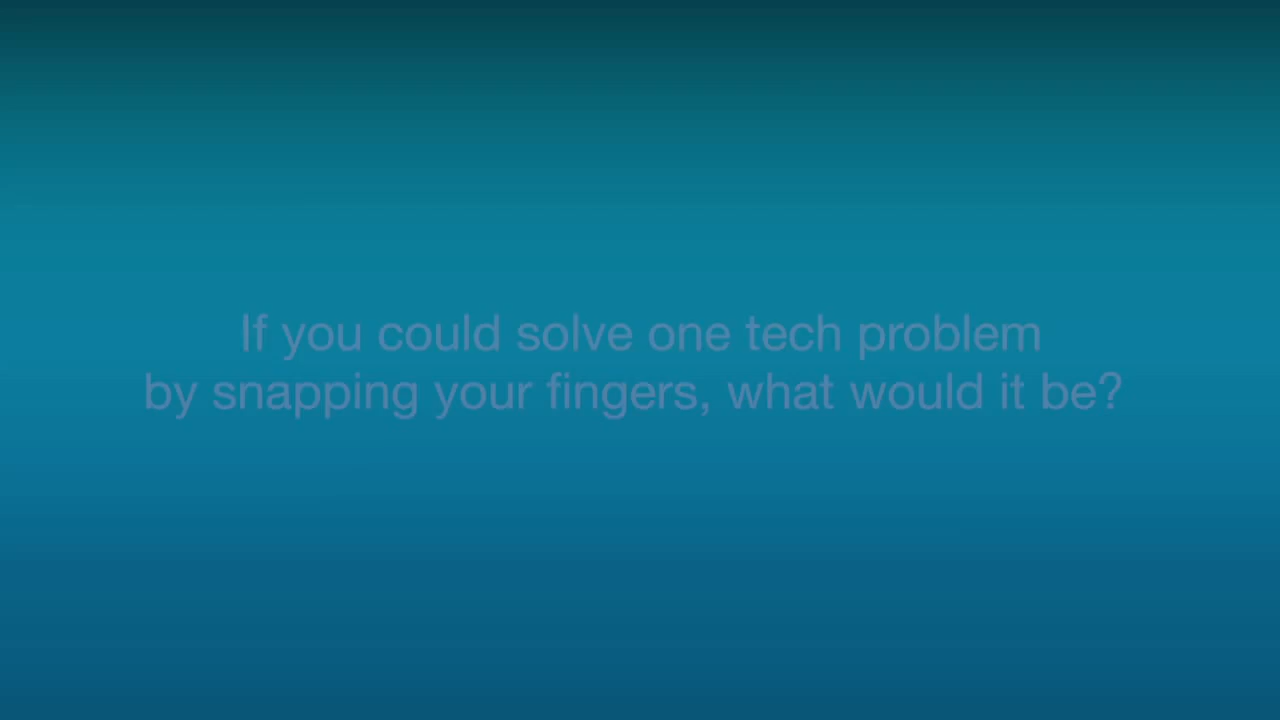 If you could solve one tech problem
by snapping your fingers, what would it be?